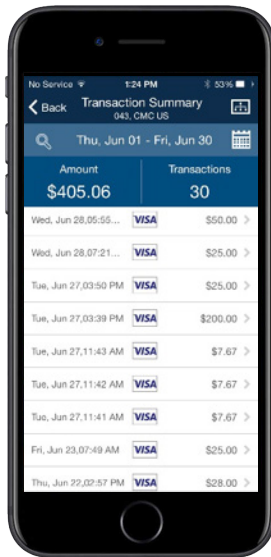 No Service 1:24 PM 53%
Back Transaction Summary
043, CMC US
Thu, Jun 01 - Fri, Jun 30
Amount Transactions
$405.06 30
Wed, Jun 28,05:55... VISA $50.00
Wed, Jun 28,07:21... VISA $25.00
Tue, Jun 27,03:50 PM VISA $25.00
Tue, Jun 27,03:39 PM VISA $200.00
Tue, Jun 27,11:43 AM VISA $7.67
Tue, Jun 27,11:42 AM VISA $7.67
Tue, Jun 27,11:41 AM VISA $7.67
Fri, Jun 23,07:49 AM VISA $25.00
Thu, Jun 22,02:57 PM VISA $28.00